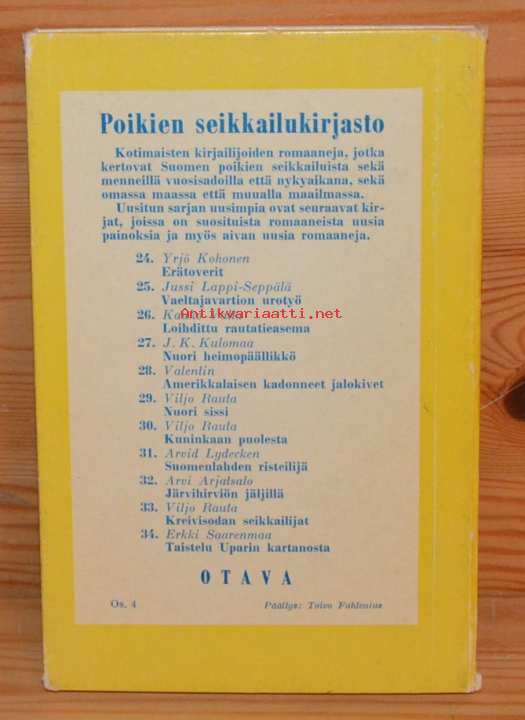 Poikien seikkailukirjasto
Kotimaisten kirjailijoiden romaaneja, jotka
kertovat Suomen poikien seikkailuista sekä
menneillä vuosisadoilla että nykyaikana, sekä
omassa maassa että muualla maailmassa.
Uusitun sarjan uusimpia ovat seuraavat kir-
jat, joissa on suosituista romaaneista uusia
painoksia ja myös aivan uusia romaaneja.
24. Yrjö Kohonen
Erätoverit
25. Jussi Lappi-Seppälä
Vaeltajavartion urotyö
Antikvariaatti.net
26.
Loihdittu rautatieasema
27. J. K. Kulomaa
Nuori heimopäällikkö
28. Valentin
Amerikkalaisen kadonneet jalokivet
29. Viljo Rauta
Nuori sissi
30. Viljo Rauta
Kuninkaan puolesta
31. Arvid Lydecken
Suomenlahden risteilijä
32. Arvi Arjatsalo
Järvihirviön jäljillä
33. Viljo Rauta
Kreivisodan seikkailijat
34. Erkki Saarenmaa
Taistelu Uparin kartanosta
OTAVA
Os. 4 Päällys: Toivo Fahlenius